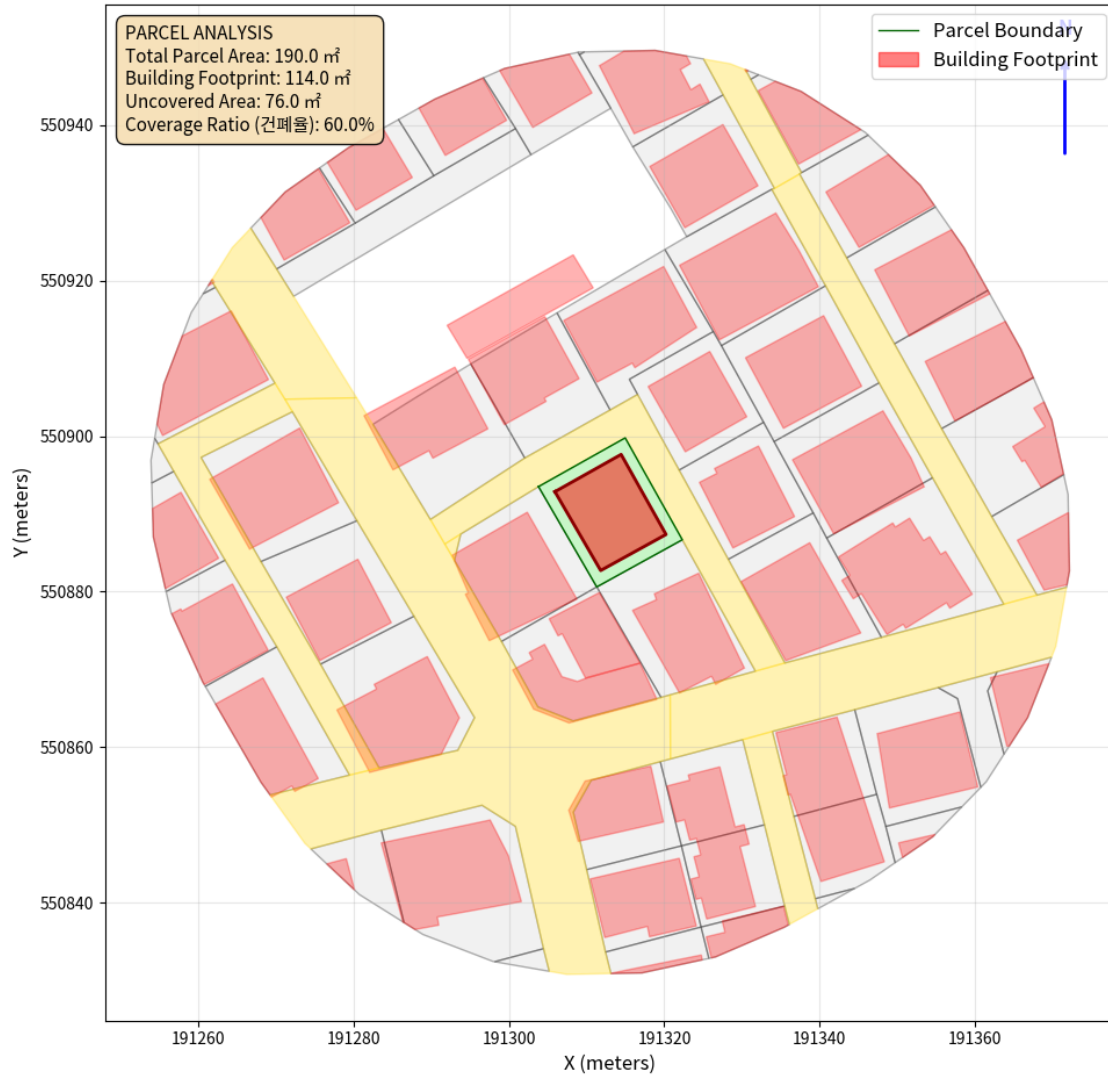 PARCEL ANALYSIS
Total Parcel Area: 190.0 ㎡
Building Footprint: 114.0 ㎡
Uncovered Area: 76.0 ㎡
Coverage Ratio (건폐율): 60.0%
Parcel Boundary
Building Footprint
N
550940
550920
550900
550880
550860
550840
Y (meters)
191260
191280
191300
191320
191340
191360
X (meters)